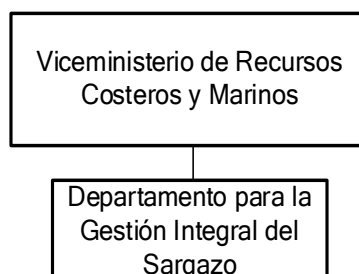 Viceministerio de Recursos
Costeros y Marinos
Departamento para la
Gestión Integral del
Sargazo